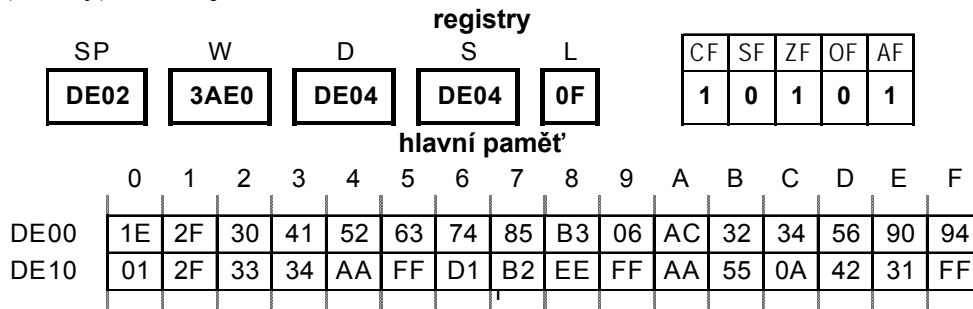 registry
SP W D S L CF SF ZF OF AF
DE02 3AE0 DE04 DE04 0F 1 0 1 0 1
hlavní paměť
0 1 2 3 4 5 6 7 8 9 A B C D E F
DE00 1E 2F 30 41 52 63 74 85 B3 06 AC 32 34 56 90 94
DE10 01 2F 33 34 AA FF D1 B2 EE FF AA 55 0A 42 31 FF